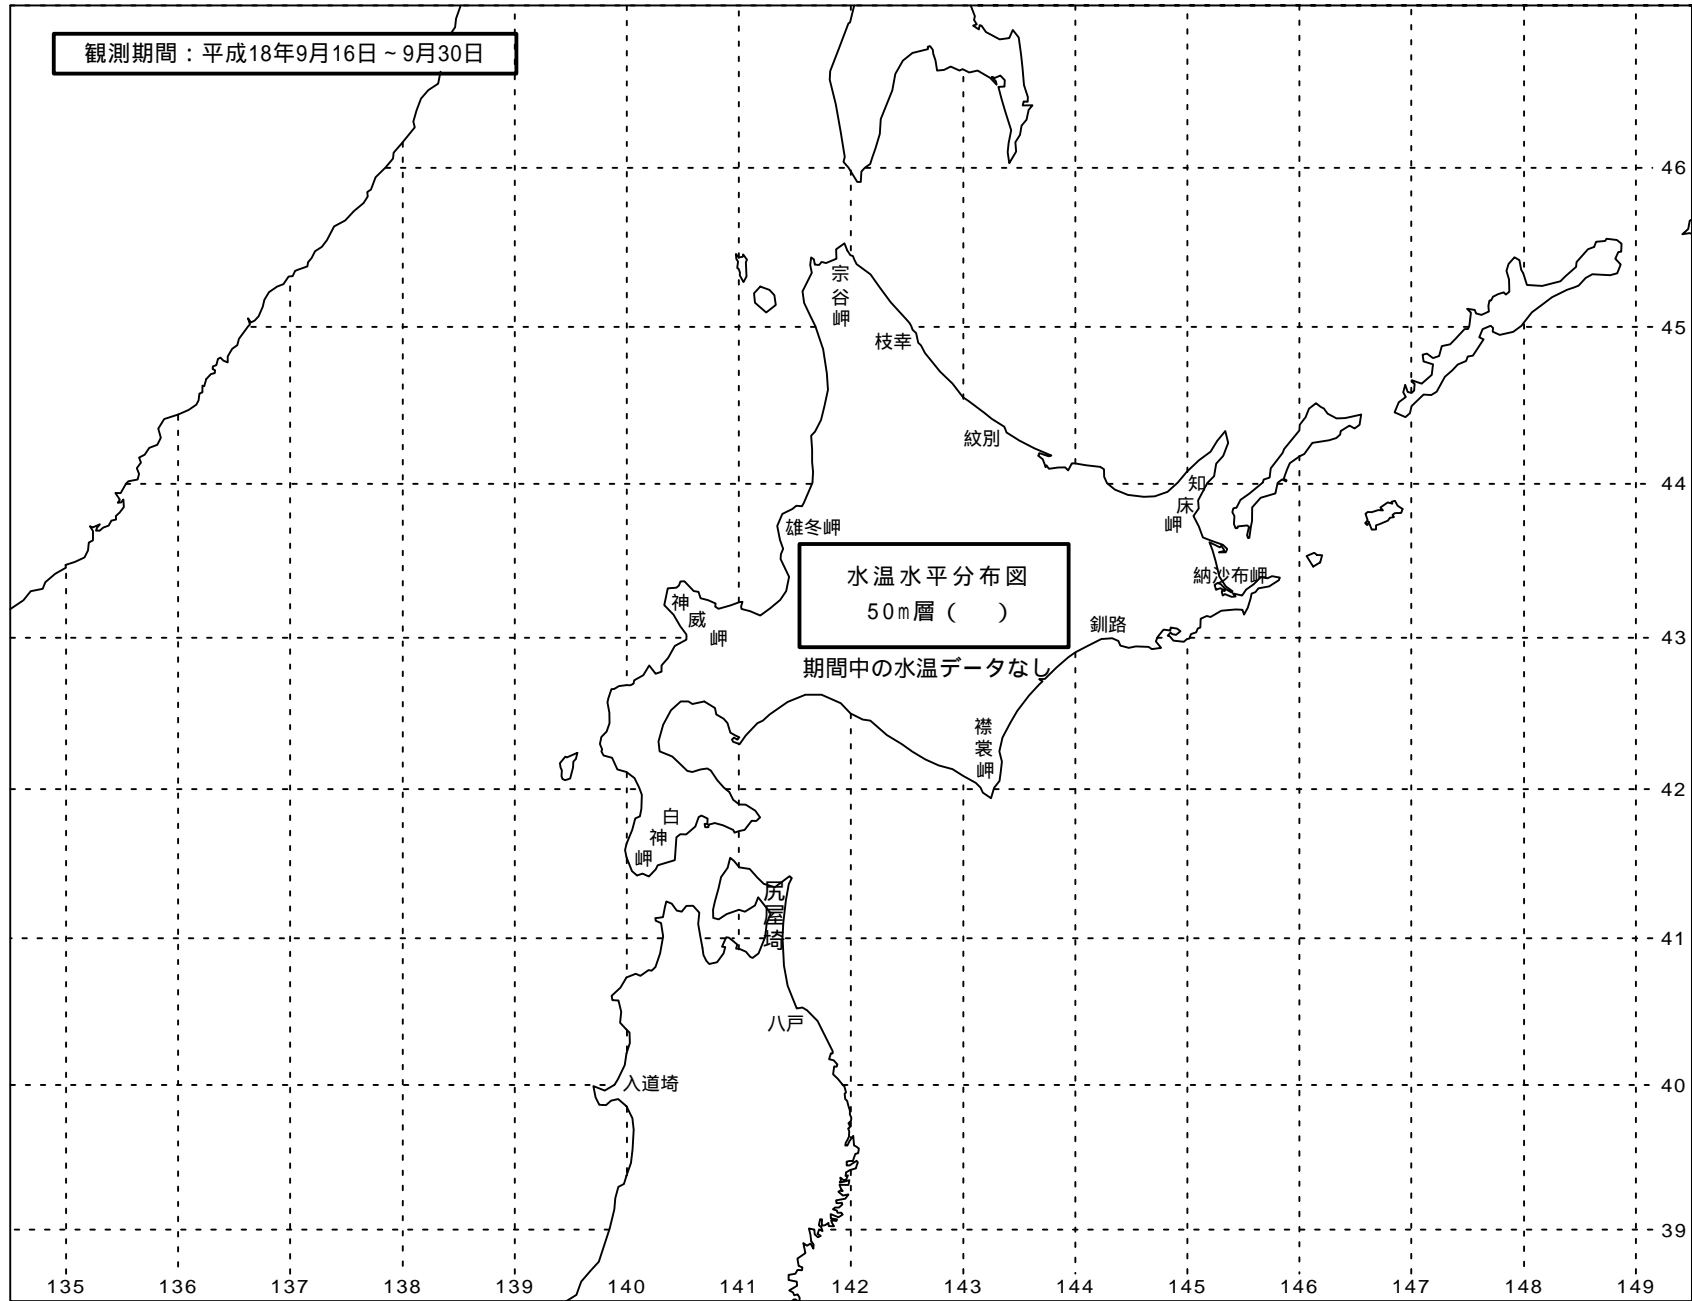 観測期間：平成18年9月16日～9月30日
46
宗谷岬
45
枝幸
紋別
44
知床岬
雄冬岬
水温水平分布図
50m層（　　）
納沙布岬
神威岬
釧路
43
期間中の水温データなし
襟裳岬
42
白神岬
尻屋埼
41
八戸
入道埼
40
39
135 136 137 138 139 140 141 142 143 144 145 146 147 148 149